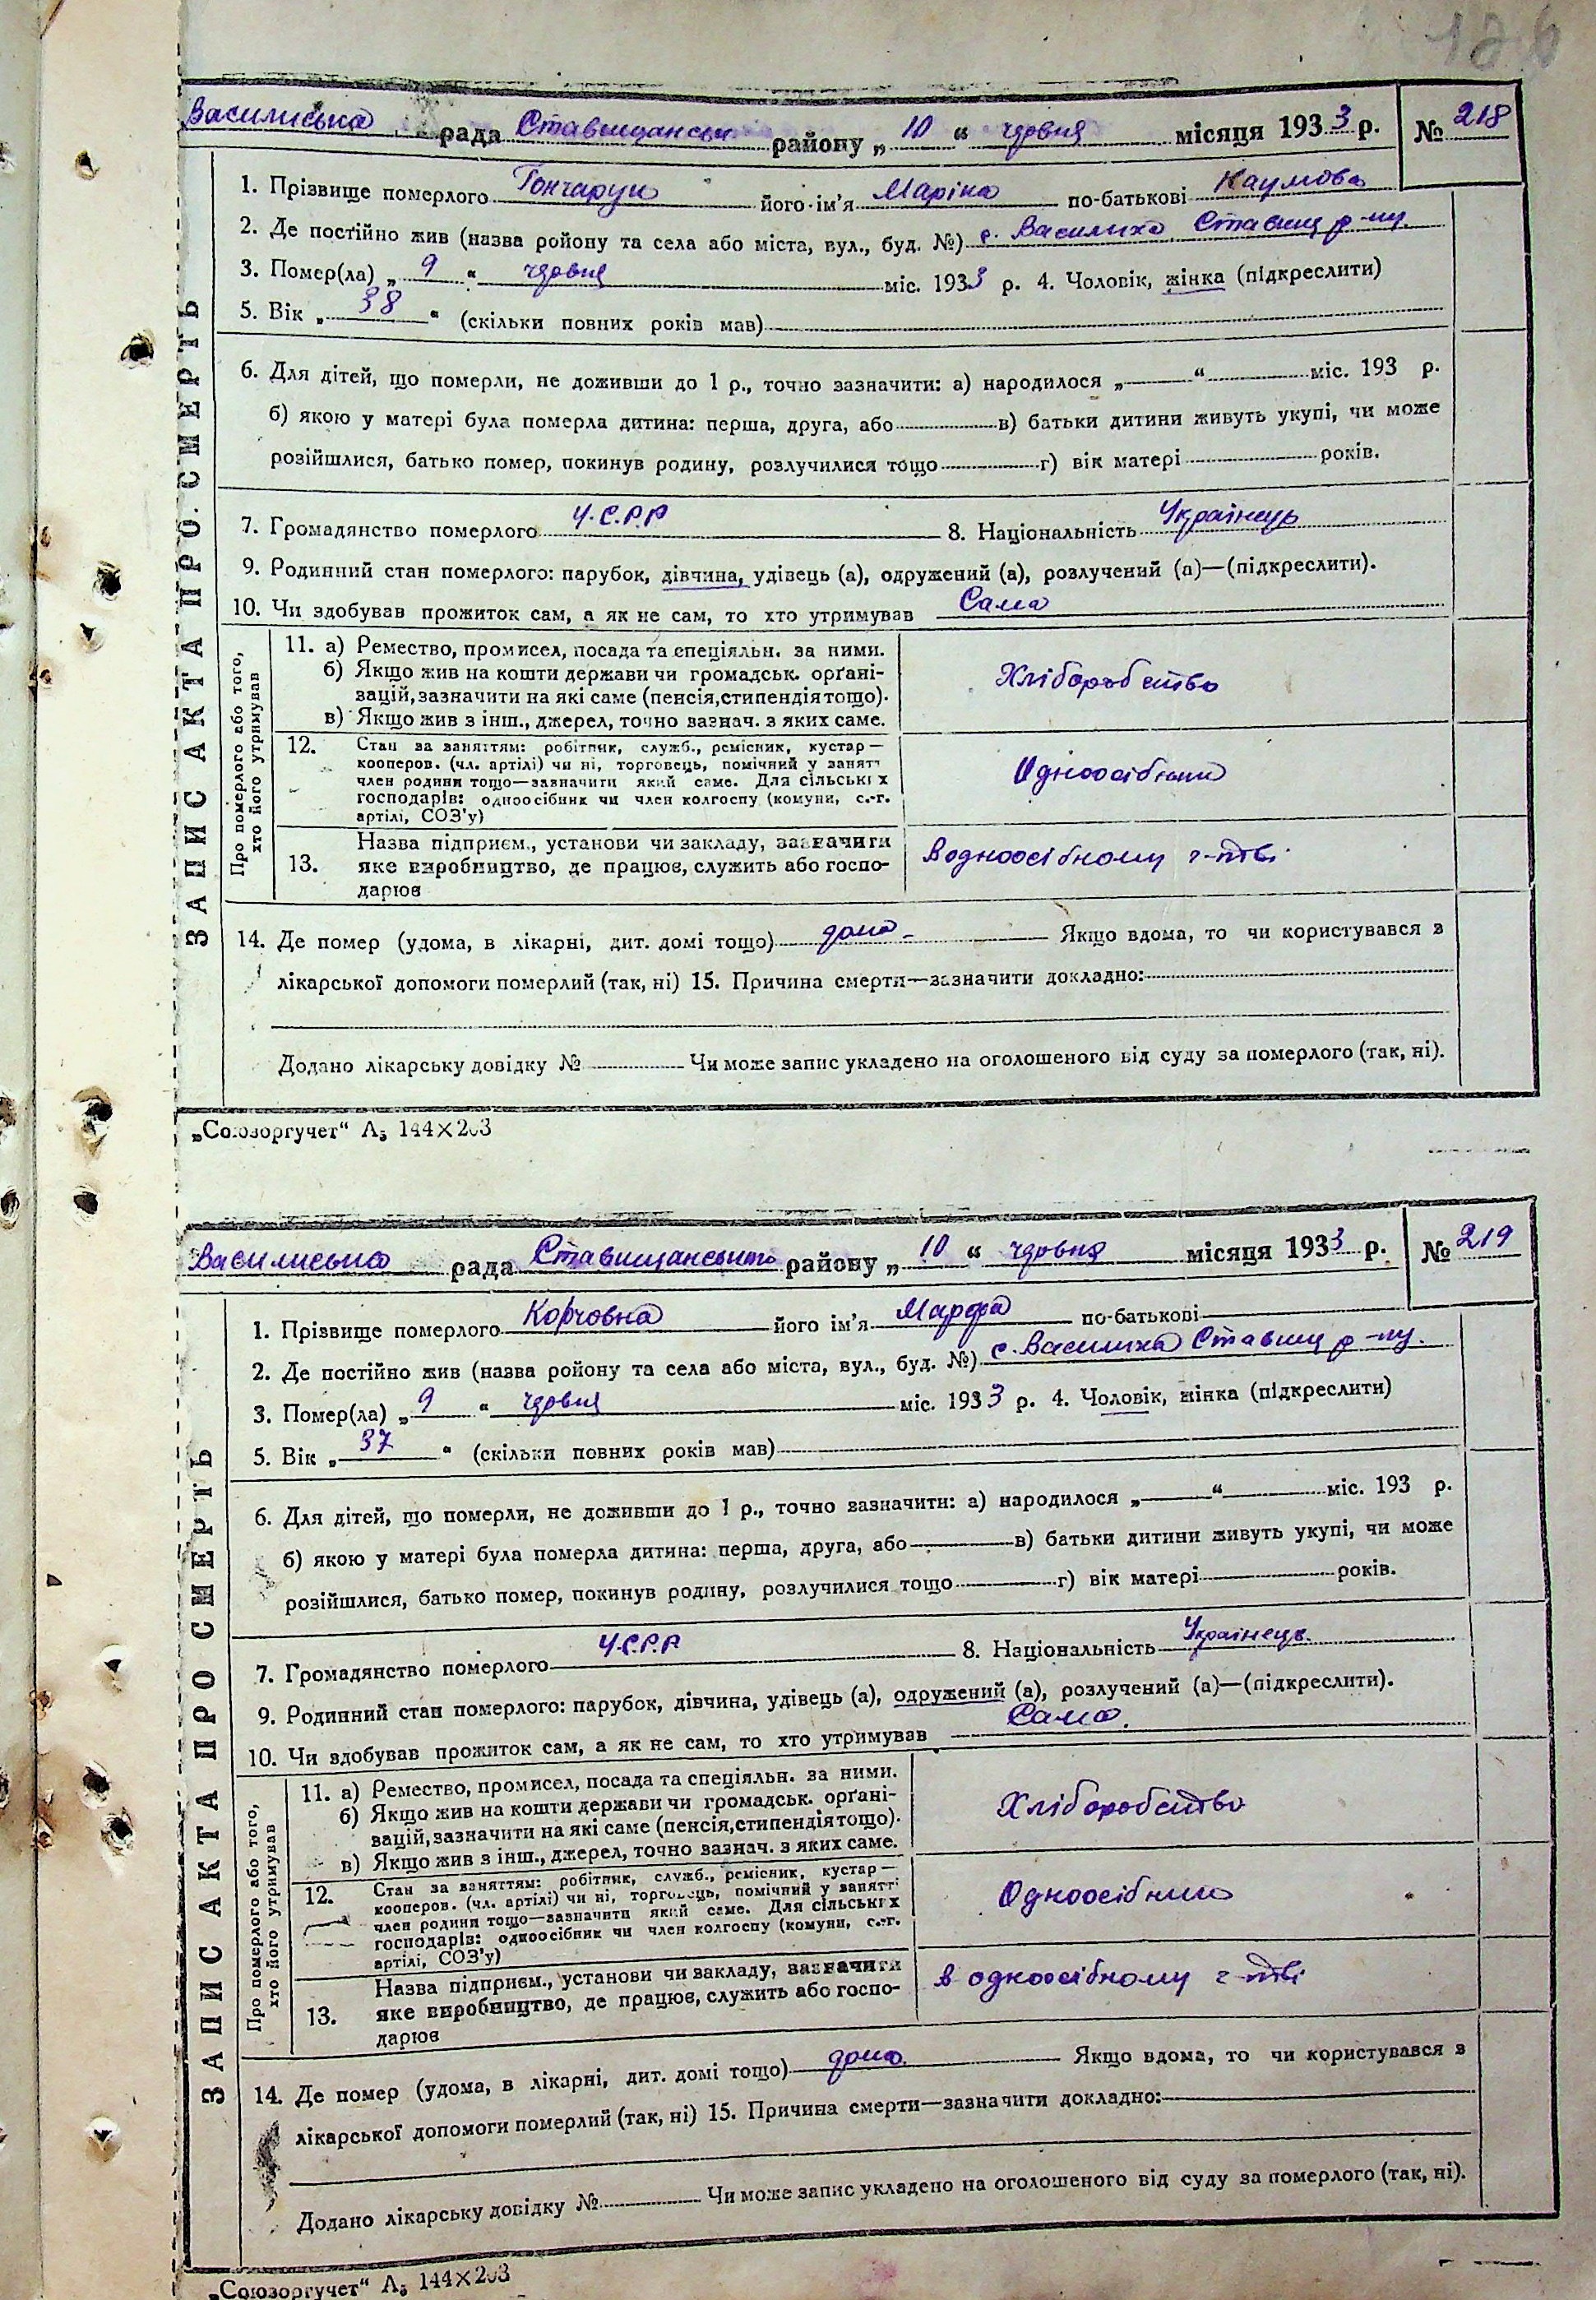 126
Василиська рада Ставищанськ району „ 10 “ червня місяця 1933 р. № 218
ЗАПИС АКТА ПРО СМЕРТЬ
1. Прізвище померлого Гончарук його ім'я Маріна по-батькові Наумова
2. Де постійно жив (назва ройону та села або міста, вул., буд. №) с. Василиха Ставищ р-ну.
3. Помер(ла) „ 9 “ червня міс. 1933 р. 4. Чоловік, жінка (підкреслити)
5. Вік „ 38 “ (скільки повних років мав)
6. Для дітей, що померли, не доживши до 1 р., точно зазначити: а) народилося „ “ міс. 193 р.
б) якою у матері була померла дитина: перша, друга, або в) батьки дитини живуть укупі, чи може
розійшлися, батько помер, покинув родину, розлучилися тощо г) вік матері років.
7. Громадянство померлого У.С.Р.Р 8. Національність Українець
9. Родинний стан померлого: парубок, дівчина, удівець (а), одружений (а), розлучений (а)—(підкреслити).
10. Чи здобував прожиток сам, а як не сам, то хто утримував Сама
Про померлого або того, хто його утримував
11. а) Ремество, промисел, посада та спеціяльн. за ними.
б) Якщо жив на кошти держави чи громадськ. орґані-
зацій, зазначити на які саме (пенсія, стипендія тощо).
в) Якщо жив з інш., джерел, точно зазнач. з яких саме.
Хліборобство
12. Стан за заняттям: робітник, служб., ремісник, кустар—
кооперов. (чл. артілі) чи ні, торговець, помічний у занятт
член родини тощо—зазначити який саме. Для сільських
господарів: одноосібник чи член колгоспу (комуни, с.-г.
артілі, СОЗ'у)
Одноосібник
13. Назва підприєм., установи чи закладу, зазначити
яке виробництво, де працює, служить або госпо-
дарює
В одноосібному г-тві
14. Де помер (удома, в лікарні, дит. домі тощо) дома Якщо вдома, то чи користувався з
лікарської допомоги померлий (так, ні) 15. Причина смерти—зазначити докладно:
Додано лікарську довідку № Чи може запис укладено на оголошеного від суду за померлого (так, ні).
„Союзоргучет“ А₅ 144×203
Василиська рада Ставищанського району „ 10 “ червня місяця 1933 р. № 219
ЗАПИС АКТА ПРО СМЕРТЬ
1. Прізвище померлого Корчовна його ім'я Марфа по-батькові
2. Де постійно жив (назва ройону та села або міста, вул., буд. №) с. Василиха Ставищ р-ну.
3. Помер(ла) „ 9 “ червня міс. 1933 р. 4. Чоловік, жінка (підкреслити)
5. Вік „ 37 “ (скільки повних років мав)
6. Для дітей, що померли, не доживши до 1 р., точно зазначити: а) народилося „ “ міс. 193 р.
б) якою у матері була померла дитина: перша, друга, або в) батьки дитини живуть укупі, чи може
розійшлися, батько помер, покинув родину, розлучилися тощо г) вік матері років.
7. Громадянство померлого У.С.Р.Р 8. Національність Українець
9. Родинний стан померлого: парубок, дівчина, удівець (а), одружений (а), розлучений (а)—(підкреслити).
10. Чи здобував прожиток сам, а як не сам, то хто утримував Сама.
Про померлого або того, хто його утримував
11. а) Ремество, промисел, посада та спеціяльн. за ними.
б) Якщо жив на кошти держави чи громадськ. орґані-
зацій, зазначити на які саме (пенсія, стипендія тощо).
в) Якщо жив з інш., джерел, точно зазнач. з яких саме.
Хліборобство
12. Стан за заняттям: робітник, служб., ремісник, кустар—
кооперов. (чл. артілі) чи ні, торговець, помічний у занятті
член родини тощо—зазначити який саме. Для сільських
господарів: одноосібник чи член колгоспу (комуни, с.-г.
артілі, СОЗ'у)
Одноосібник
13. Назва підприєм., установи чи закладу, зазначити
яке виробництво, де працює, служить або госпо-
дарює
в одноосібному г-тві
14. Де помер (удома, в лікарні, дит. домі тощо) дома. Якщо вдома, то чи користувався з
лікарської допомоги померлий (так, ні) 15. Причина смерти—зазначити докладно:
Додано лікарську довідку № Чи може запис укладено на оголошеного від суду за померлого (так, ні).
„Союзоргучет“ А₅ 144×203